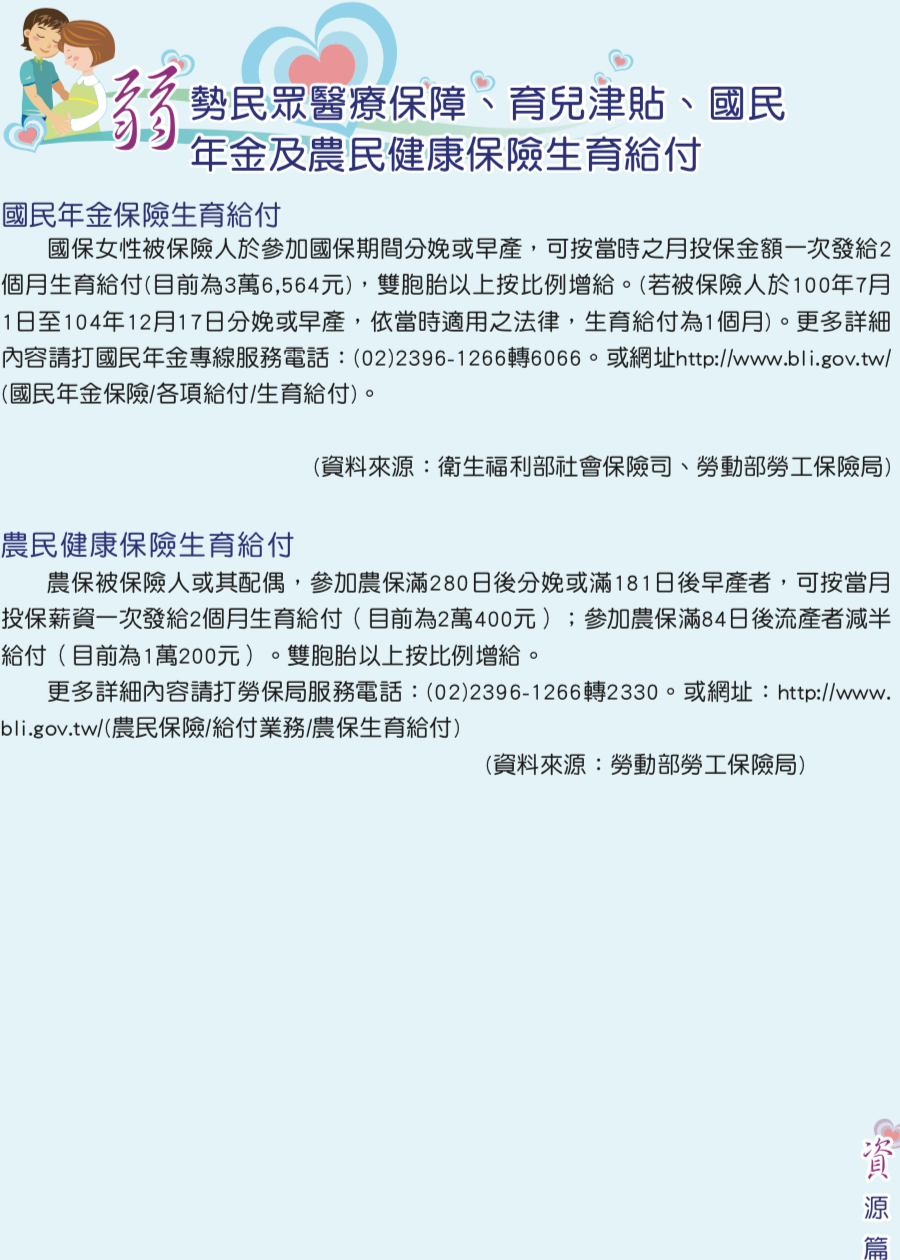 弱勢民眾醫療保障、育兒津貼、國民
年金及農民健康保險生育給付
國民年金保險生育給付
國保女性被保險人於參加國保期間分娩或早產，可按當時之月投保金額一次發給2
個月生育給付(目前為3萬6,564元)，雙胞胎以上按比例增給。(若被保險人於100年7月
1日至104年12月17日分娩或早產，依當時適用之法律，生育給付為1個月)。更多詳細
內容請打國民年金專線服務電話：(02)2396-1266轉6066。或網址http://www.bli.gov.tw/
(國民年金保險/各項給付/生育給付)。
(資料來源：衛生福利部社會保險司、勞動部勞工保險局)
農民健康保險生育給付
農保被保險人或其配偶，參加農保滿280日後分娩或滿181日後早產者，可按當月
投保薪資一次發給2個月生育給付（目前為2萬400元）；參加農保滿84日後流產者減半
給付（目前為1萬200元）。雙胞胎以上按比例增給。
更多詳細內容請打勞保局服務電話：(02)2396-1266轉2330。或網址：http://www.
bli.gov.tw/(農民保險/給付業務/農保生育給付)
(資料來源：勞動部勞工保險局)
資源篇